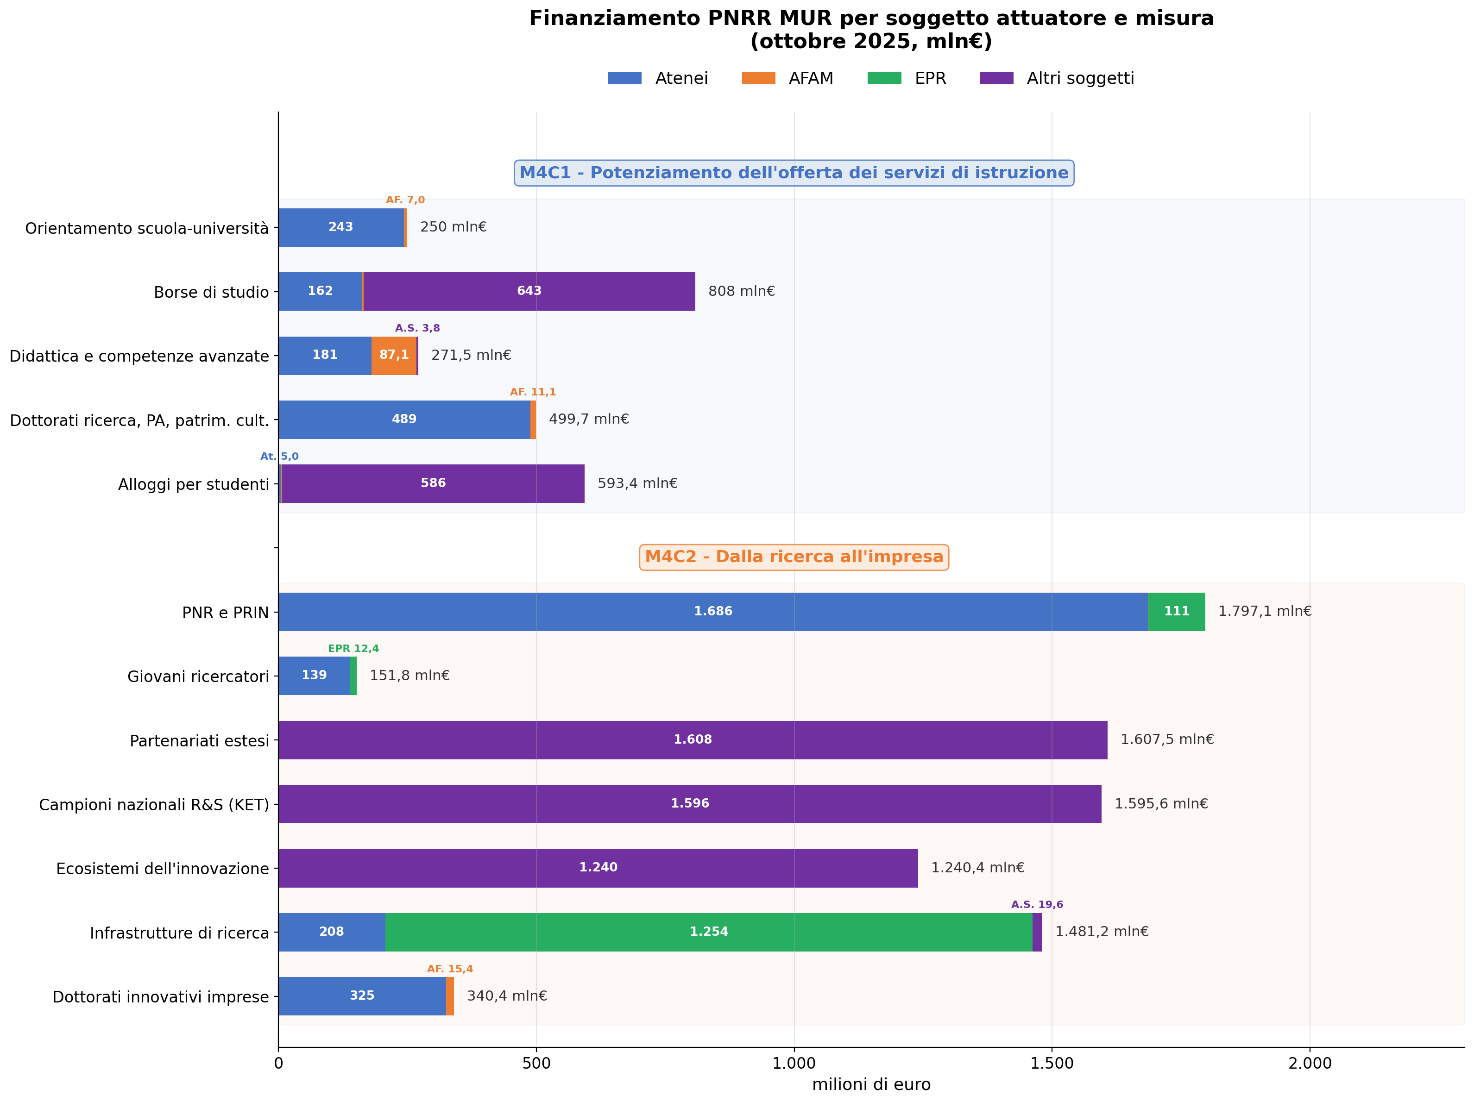 Finanziamento PNRR MUR per soggetto attuatore e misura
(ottobre 2025, mln€)
Atenei
AFAM
EPR
Altri soggetti
M4C1 - Potenziamento dell'offerta dei servizi di istruzione
AF. 7,0
Orientamento scuola-università 243 250 mln€
Borse di studio 162 643 808 mln€
A.S. 3,8
Didattica e competenze avanzate 181 87,1 271,5 mln€
AF. 11,1
Dottorati ricerca, PA, patrim. cult. 489 499,7 mln€
At. 5,0
Alloggi per studenti 586 593,4 mln€
M4C2 - Dalla ricerca all'impresa
PNR e PRIN 1.686 111 1.797,1 mln€
EPR 12,4
Giovani ricercatori 139 151,8 mln€
Partenariati estesi 1.608 1.607,5 mln€
Campioni nazionali R&S (KET) 1.596 1.595,6 mln€
Ecosistemi dell'innovazione 1.240 1.240,4 mln€
A.S. 19,6
Infrastrutture di ricerca 208 1.254 1.481,2 mln€
AF. 15,4
Dottorati innovativi imprese 325 340,4 mln€
0 500 1.000 1.500 2.000
milioni di euro